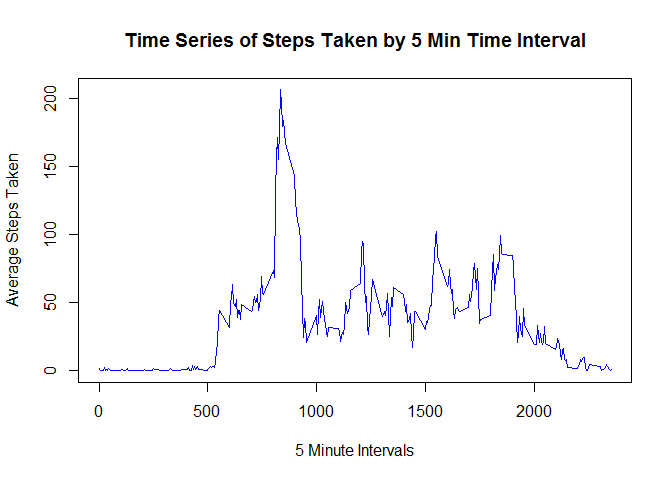 Time Series of Steps Taken by 5 Min Time Interval
Average Steps Taken
200
150
100
50
0
0 500 1000 1500 2000
5 Minute Intervals